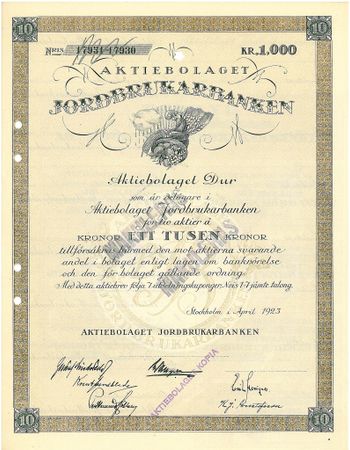 10 10
NRIS 17931-17930 KR. 1,000
AKTIEBOLAGET
JORDBRUKARBANKEN
Aktiebolaget Dur
som är delägare i
Aktiebolaget Jordbrukarbanken
för tio aktier å
KRONOR ETT TUSEN KRONOR
tillförsäkras härmed den mot aktierna svarande
andel i bolaget enligt lagen om bankrörelse
och den för bolaget gällande ordning.
Med detta aktiebrev följa 7 utdelningskuponger, N:ris 1-7 jämte talong.
Stockholm i April 1923
AKTIEBOLAGET JORDBRUKARBANKEN
AKTIEBOLAGET KOPIA
10 10